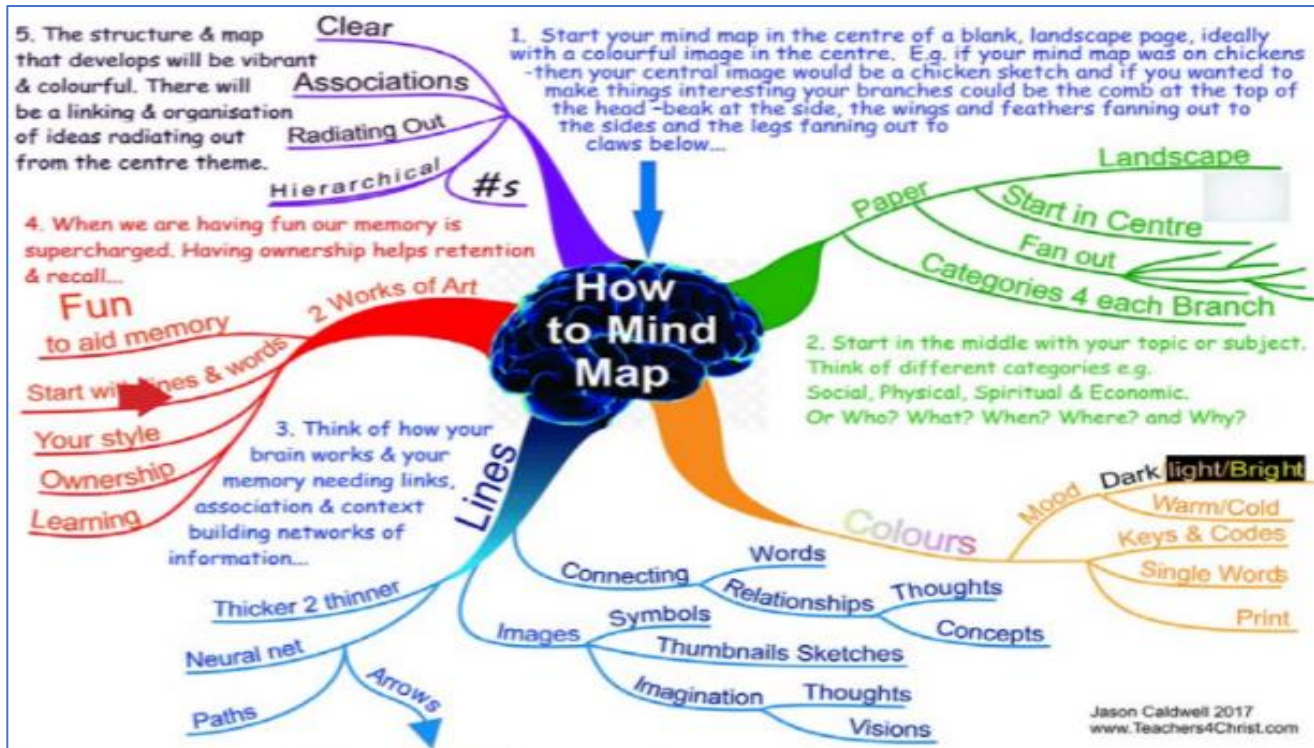 5. The structure & map
that develops will be vibrant
& colourful. There will
be a linking & organisation
of ideas radiating out
from the centre theme.
Clear
Associations
Radiating Out
Hierarchical
#s
1. Start your mind map in the centre of a blank, landscape page, ideally
with a colourful image in the centre. E.g. if your mind map was on chickens
-then your central image would be a chicken sketch and if you wanted to
make things interesting your branches could be the comb at the top of
the head -beak at the side, the wings and feathers fanning out to
the sides and the legs fanning out to
claws below...
Paper
Landscape
Start in Centre
Fan out
Categories 4 each Branch
4. When we are having fun our memory is
supercharged. Having ownership helps retention
& recall...
How
to Mind
Map
2 Works of Art
Fun
to aid memory
Start with lines & words
Your style
Ownership
Learning
2. Start in the middle with your topic or subject.
Think of different categories e.g.
Social, Physical, Spiritual & Economic.
Or Who? What? When? Where? and Why?
3. Think of how your
brain works & your
memory needing links,
association & context
building networks of
information...
Lines
Colours
Mood
Dark light/Bright
Warm/Cold
Keys & Codes
Single Words
Print
Connecting
Words
Relationships
Thoughts
Concepts
Thicker 2 thinner
Neural net
Arrows
Paths
Images
Symbols
Thumbnails Sketches
Imagination
Thoughts
Visions
Jason Caldwell 2017
www.Teachers4Christ.com